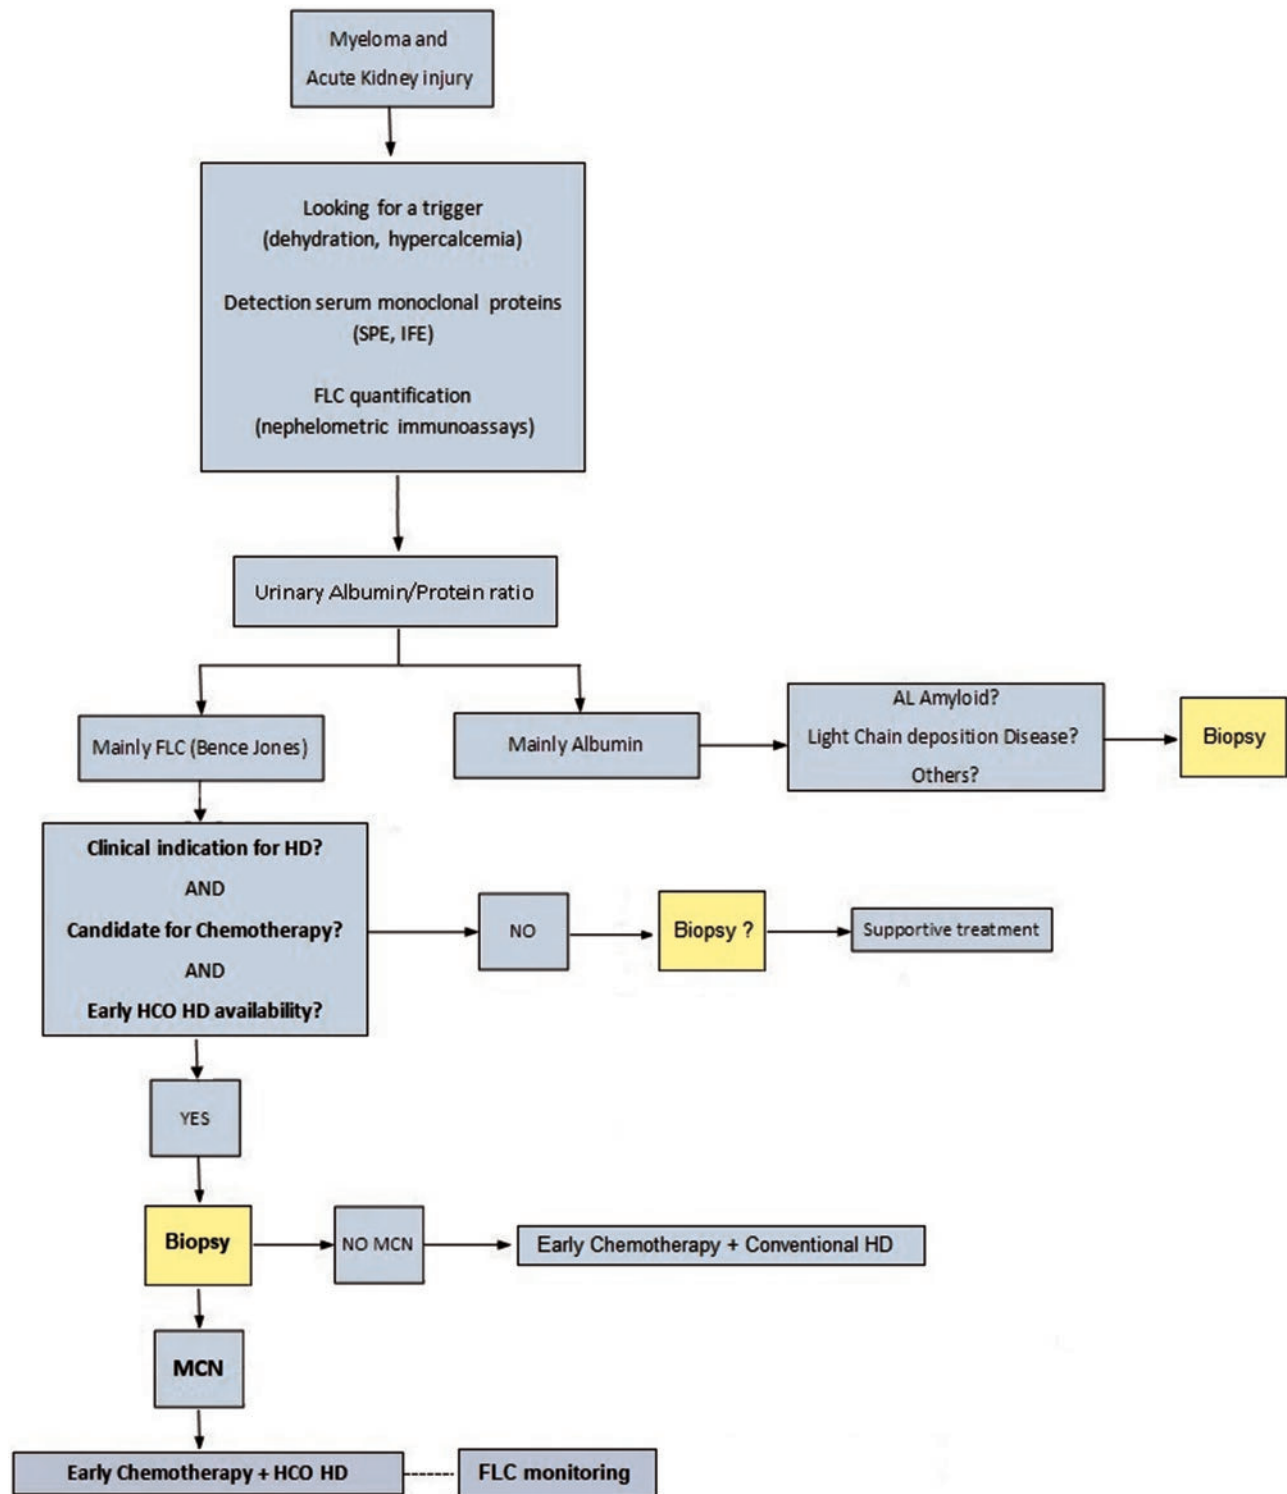 Myeloma and
Acute Kidney injury
Looking for a trigger
(dehydration, hypercalcemia)
Detection serum monoclonal proteins
(SPE, IFE)
FLC quantification
(nephelometric immunoassays)
Urinary Albumin/Protein ratio
Mainly FLC (Bence Jones)
Mainly Albumin
AL Amyloid?
Light Chain deposition Disease?
Others?
Biopsy
Clinical indication for HD?
AND
Candidate for Chemotherapy?
AND
Early HCO HD availability?
NO
Biopsy ?
Supportive treatment
YES
Biopsy
NO MCN
Early Chemotherapy + Conventional HD
MCN
Early Chemotherapy + HCO HD
FLC monitoring